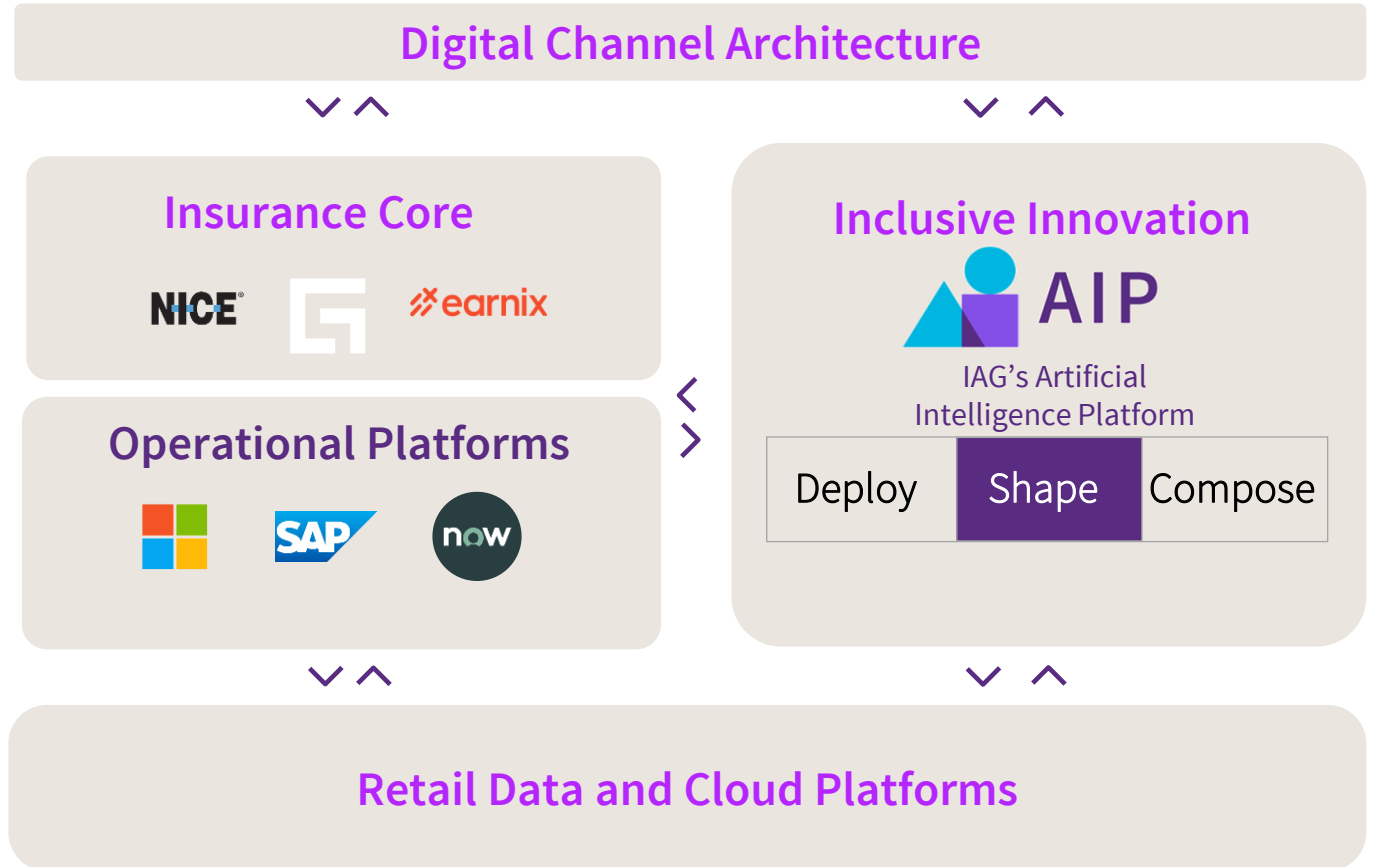 Digital Channel Architecture
Insurance Core
NICE®
earnix
Operational Platforms
SAP
now
Inclusive Innovation
AIP
IAG’s Artificial
Intelligence Platform
Deploy Shape Compose
Retail Data and Cloud Platforms